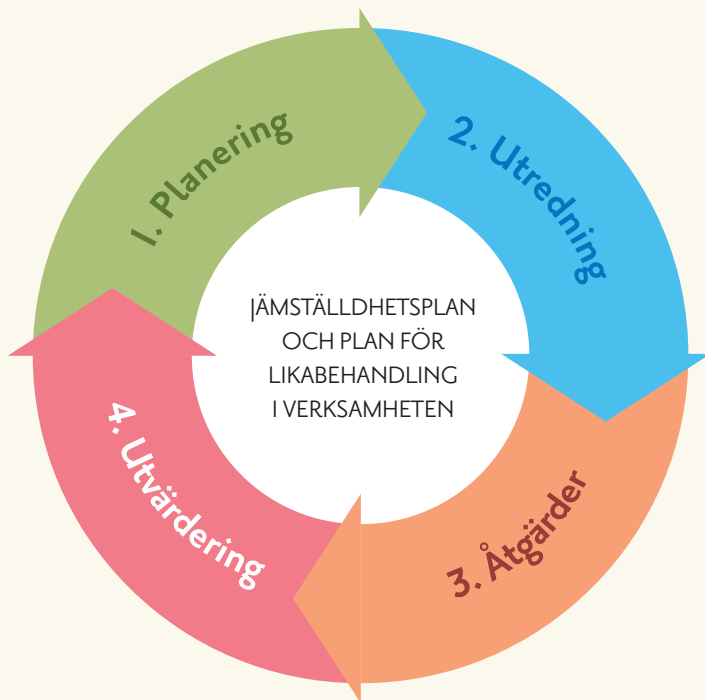 1. Planering
2. Utredning
3. Åtgärder
4. Utvärdering
JÄMSTÄLLDHETSPLAN
OCH PLAN FÖR
LIKABEHANDLING
I VERKSAMHETEN